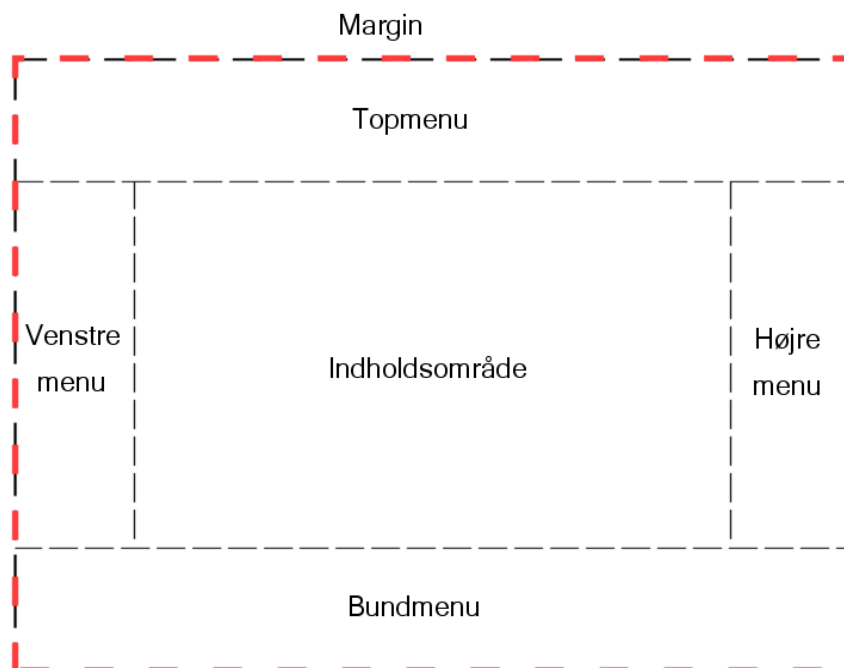 Margin
Topmenu
Venstre
menu
Indholdsområde
Højre
menu
Bundmenu